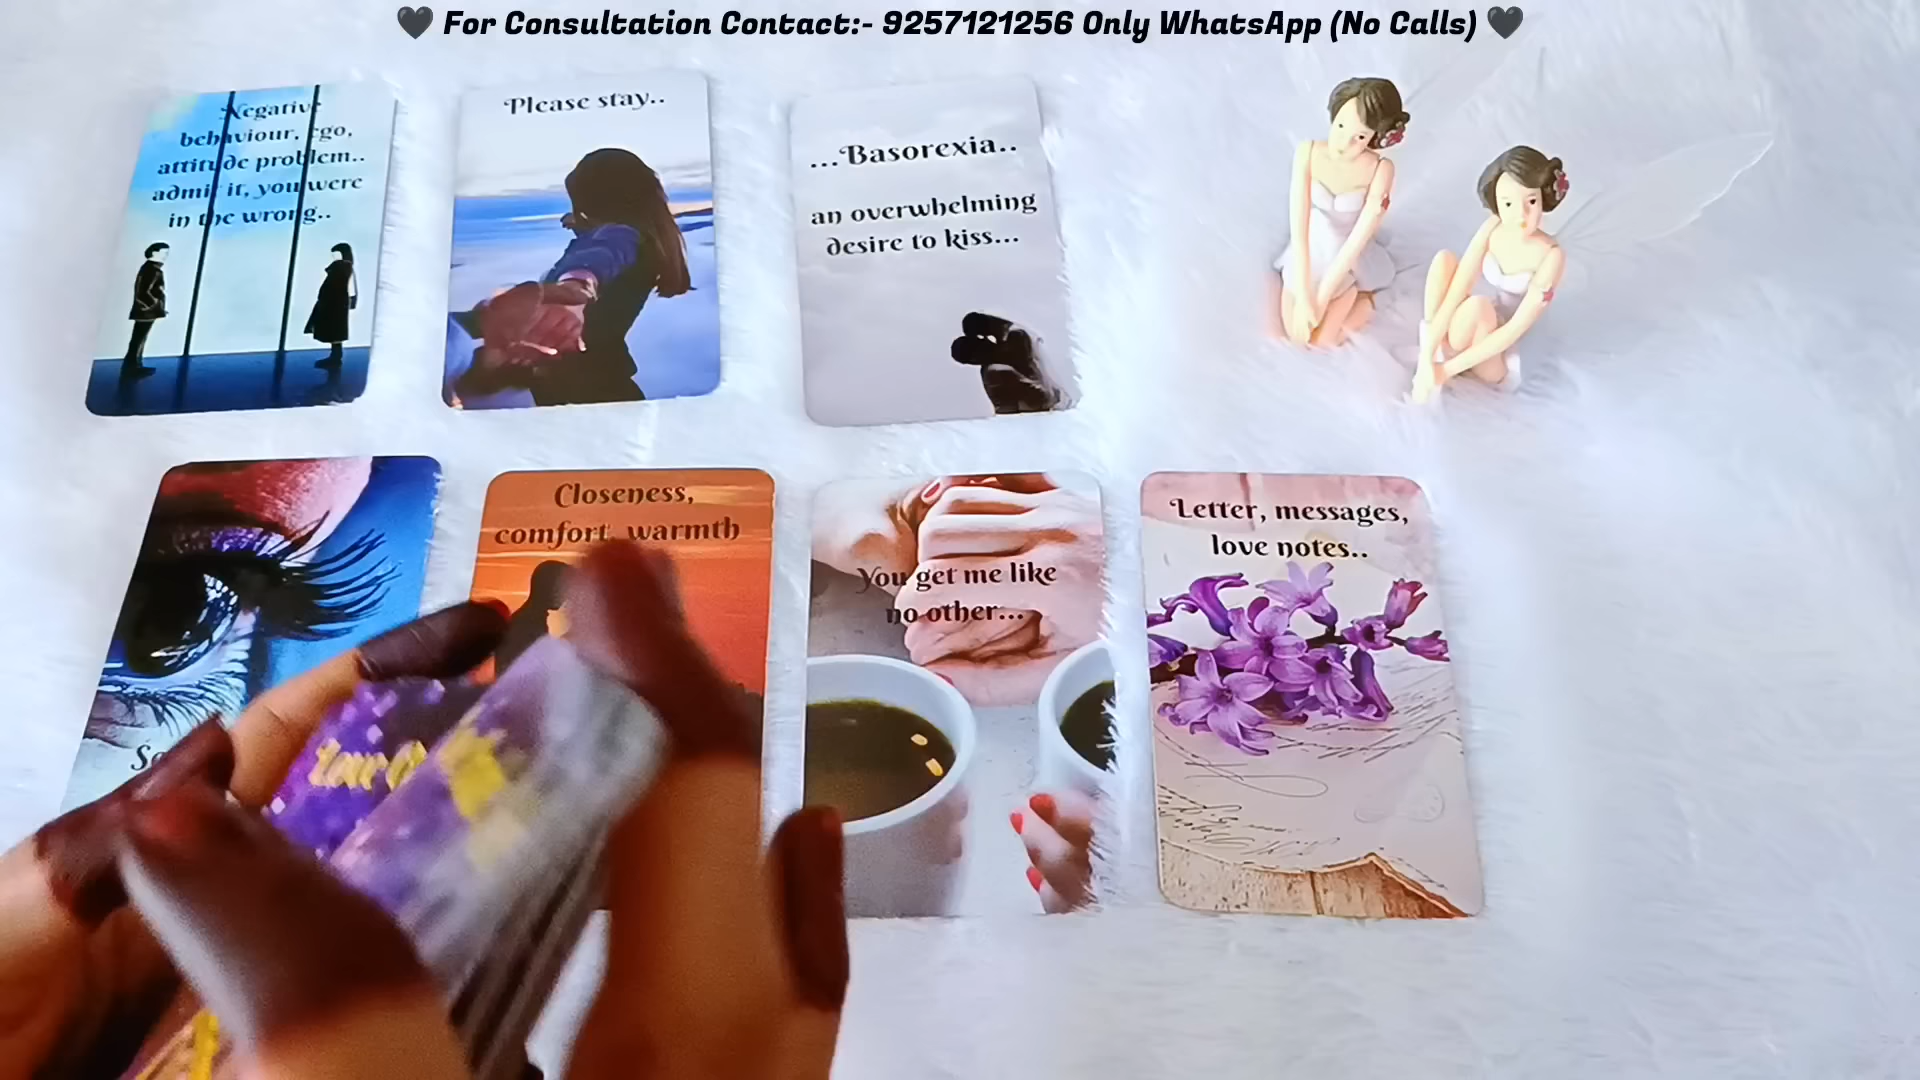 🖤 For Consultation Contact:- 9257121256 Only WhatsApp (No Calls) 🖤
Negative
behaviour, ego,
attitude problem..
admit it, you were
in the wrong..
Please stay..
...Basorexia..
an overwhelming
desire to kiss...
Closeness,
comfort, warmth
You get me like
no other...
Letter, messages,
love notes..